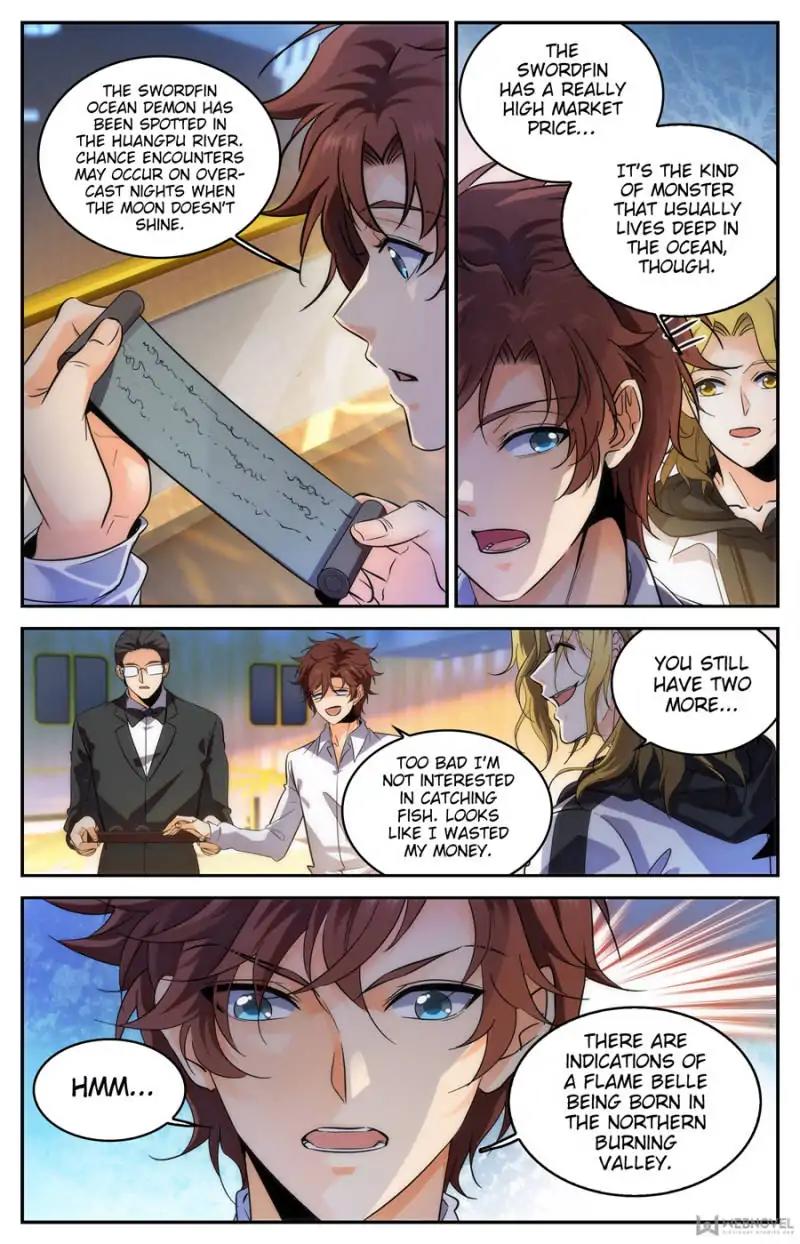 THE SWORDFIN
OCEAN DEMON HAS
BEEN SPOTTED IN
THE HUANGPU RIVER.
CHANCE ENCOUNTERS
MAY OCCUR ON OVER-
CAST NIGHTS WHEN
THE MOON DOESN'T
SHINE.
THE
SWORDFIN
HAS A REALLY
HIGH MARKET
PRICE...
IT'S THE KIND
OF MONSTER
THAT USUALLY
LIVES DEEP IN
THE OCEAN,
THOUGH.
YOU STILL
HAVE TWO
MORE...
TOO BAD I'M
NOT INTERESTED
IN CATCHING
FISH. LOOKS
LIKE I WASTED
MY MONEY.
HMM...
THERE ARE
INDICATIONS OF
A FLAME BELLE
BEING BORN IN
THE NORTHERN
BURNING
VALLEY.
WEBNOVEL